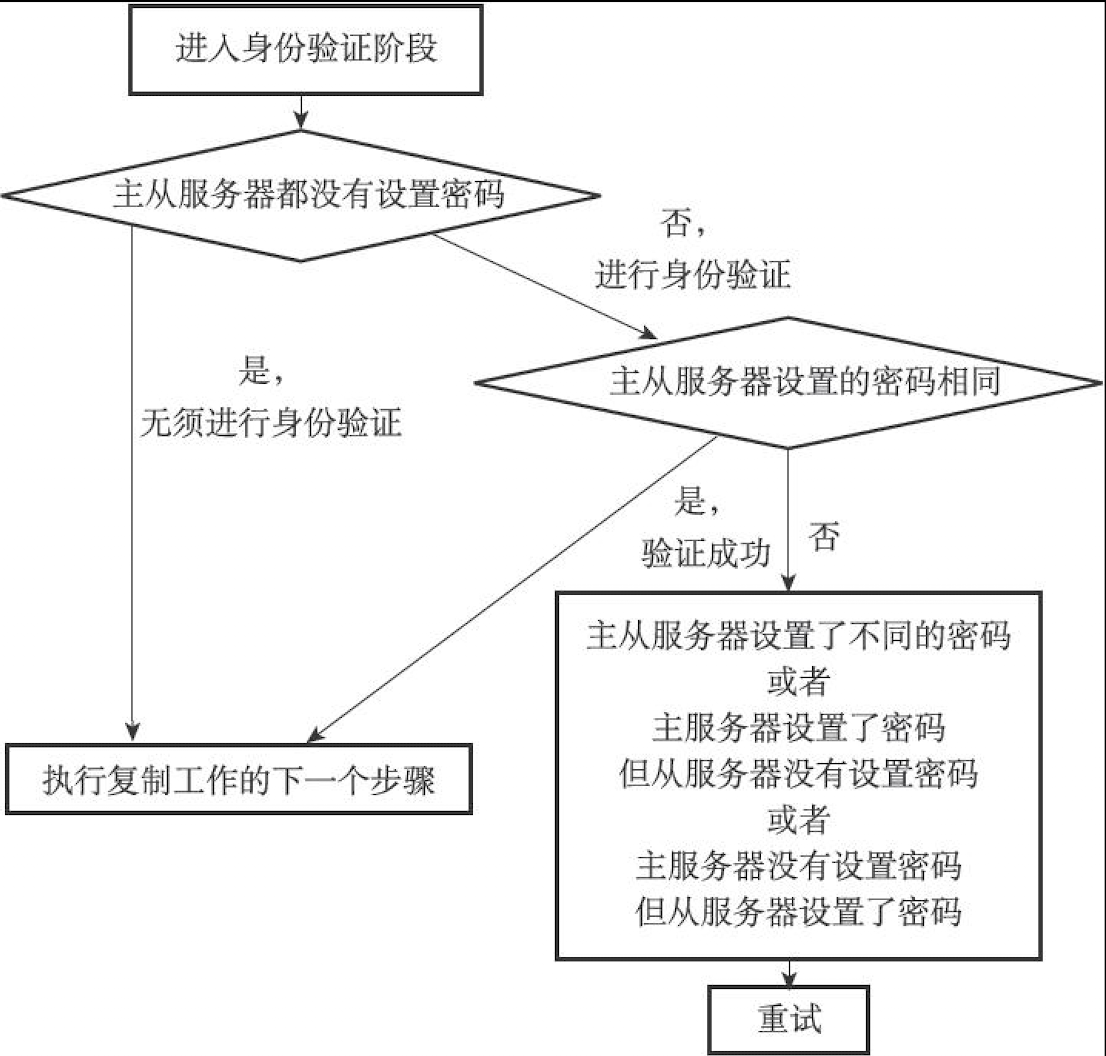 进入身份验证阶段
主从服务器都没有设置密码
否，
进行身份验证
是，
无须进行身份验证
主从服务器设置的密码相同
是，
验证成功
否
主从服务器设置了不同的密码
或者
主服务器设置了密码
但从服务器没有设置密码
或者
主服务器没有设置密码
但从服务器设置了密码
执行复制工作的下一个步骤
重试